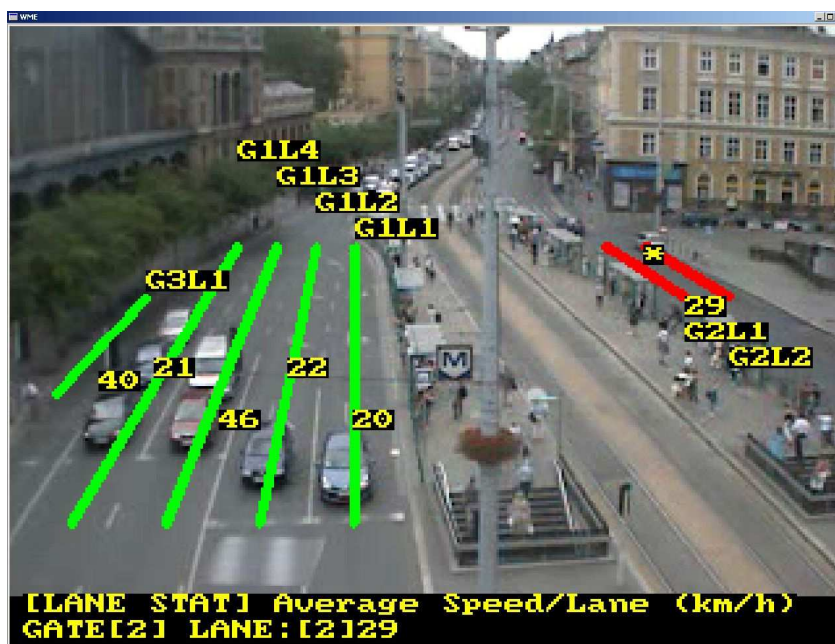 WME
G1L4
G1L3
G1L2
G1L1
G3L1
*
29
G2L1
G2L2
40
21
22
46
20
M
[LANE STAT] Average Speed/Lane (km/h)
GATE[2] LANE:[2]29